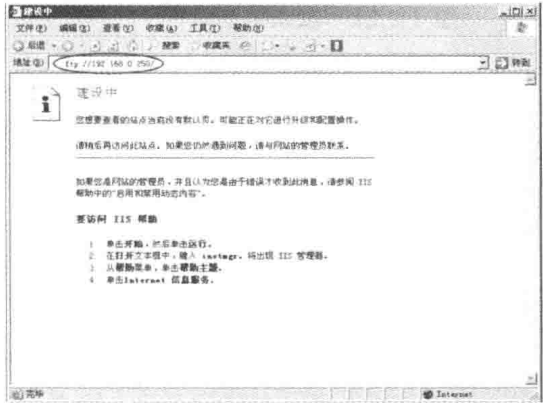 建设中
文件(F) 编辑(E) 查看(V) 收藏(A) 工具(T) 帮助(H)
后退 搜索 收藏夹
地址(D) ftp://192.168.0.250/ 转到
建设中
您想要查看的站点当前没有默认页。可能正在对它进行升级和配置操作。
请稍后再访问此站点。如果您仍然遇到问题，请与网站的管理员联系。
如果您是网站的管理员，并且认为您是由于错误才收到此消息，请参阅 IIS
帮助中的"启用和禁用动态内容"。
要访问 IIS 帮助
1. 单击开始，然后单击运行。
2. 在打开文本框中，键入 inetmgr。将出现 IIS 管理器。
3. 从帮助菜单，单击帮助主题。
4. 单击Internet 信息服务。
完毕 Internet